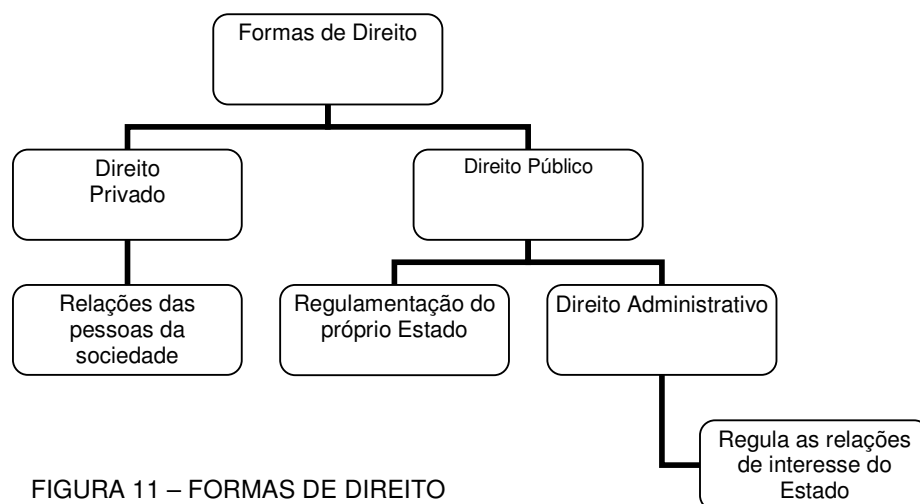 Formas de Direito
Direito
Privado
Direito Público
Relações das
pessoas da
sociedade
Regulamentação do
próprio Estado
Direito Administrativo
Regula as relações
de interesse do
Estado
FIGURA 11 – FORMAS DE DIREITO